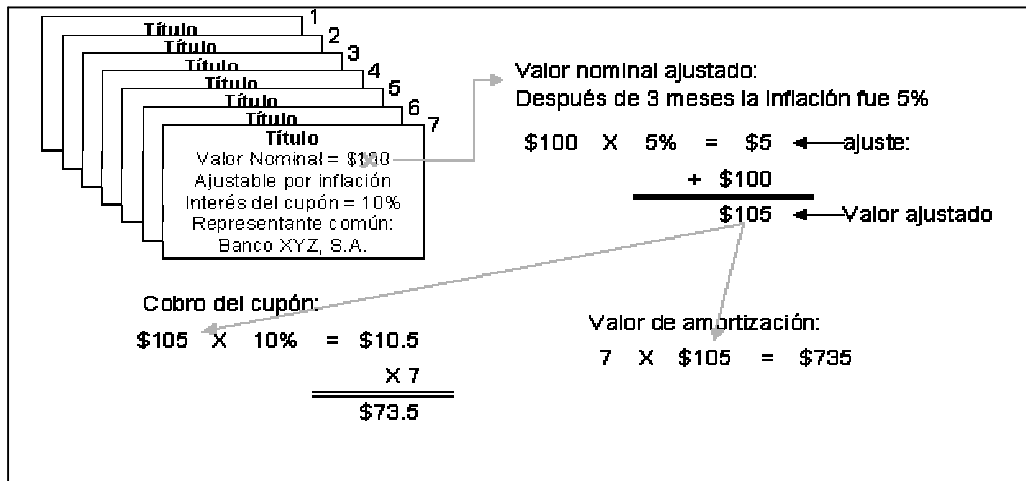 Título 1
Título 2
Título 3
Título 4
Título 5
Título 6
Título 7
Valor Nominal = $100
Ajustable por inflación
Interés del cupón = 10%
Representante común:
Banco XYZ, S.A.
Valor nominal ajustado:
Después de 3 meses la inflación fue 5%
$100 X 5% = $5 ajuste:
+ $100
$105 Valor ajustado
Cobro del cupón:
$105 X 10% = $10.5
X 7
$73.5
Valor de amortización:
7 X $105 = $735